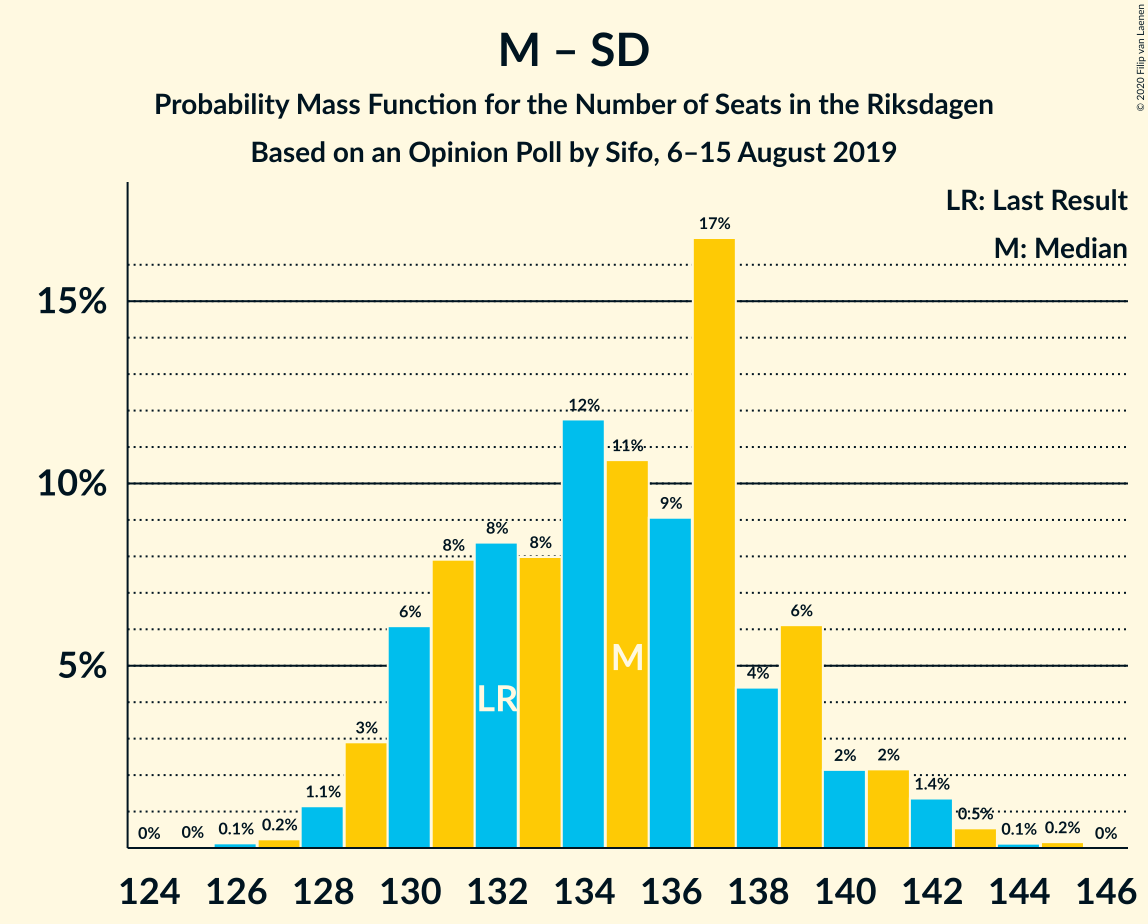 M – SD
Probability Mass Function for the Number of Seats in the Riksdagen
Based on an Opinion Poll by Sifo, 6–15 August 2019
© 2020 Filip van Laenen
LR: Last Result
M: Median
15%
10%
5%
0%
0%
0.1%
0.2%
1.1%
3%
6%
8%
8%
8%
12%
11%
9%
17%
4%
6%
2%
2%
1.4%
0.5%
0.1%
0.2%
0%
LR
M
124 126 128 130 132 134 136 138 140 142 144 146